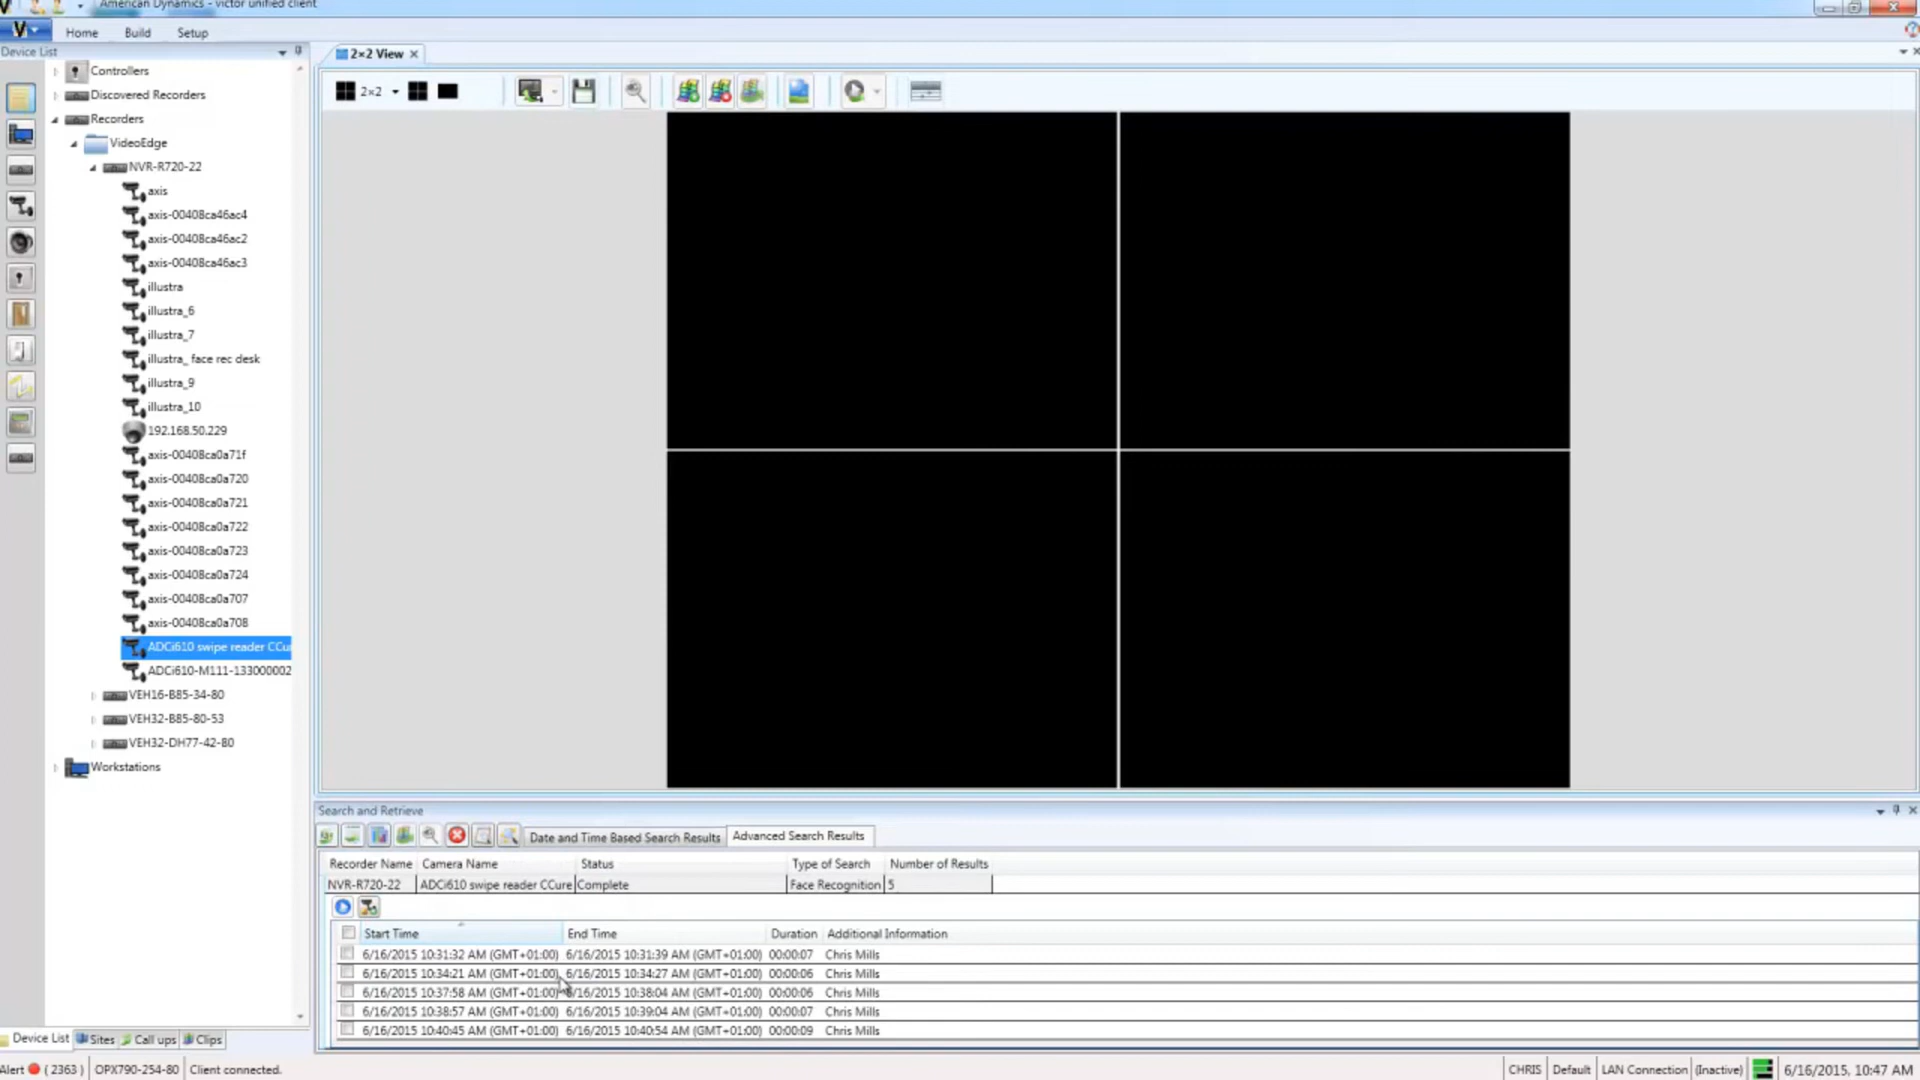 American Dynamics - victor unified client
Home Build Setup
Device List
2×2 View
2×2
Controllers
Discovered Recorders
Recorders
VideoEdge
NVR-R720-22
axis
axis-00408ca46ac4
axis-00408ca46ac2
axis-00408ca46ac3
illustra
illustra_6
illustra_7
illustra_ face rec desk
illustra_9
illustra_10
192.168.50.229
axis-00408ca0a71f
axis-00408ca0a720
axis-00408ca0a721
axis-00408ca0a722
axis-00408ca0a723
axis-00408ca0a724
axis-00408ca0a707
axis-00408ca0a708
ADCi610 swipe reader CCu
ADCi610-M111-133000002
VEH16-B85-34-80
VEH32-B85-80-53
VEH32-DH77-42-80
Workstations
Search and Retrieve
Date and Time Based Search Results Advanced Search Results
Recorder Name Camera Name Status Type of Search Number of Results
NVR-R720-22 ADCi610 swipe reader CCure Complete Face Recognition 5
Start Time End Time Duration Additional Information
6/16/2015 10:31:32 AM (GMT+01:00) 6/16/2015 10:31:39 AM (GMT+01:00) 00:00:07 Chris Mills
6/16/2015 10:34:21 AM (GMT+01:00) 6/16/2015 10:34:27 AM (GMT+01:00) 00:00:06 Chris Mills
6/16/2015 10:37:58 AM (GMT+01:00) 6/16/2015 10:38:04 AM (GMT+01:00) 00:00:06 Chris Mills
6/16/2015 10:38:57 AM (GMT+01:00) 6/16/2015 10:39:04 AM (GMT+01:00) 00:00:07 Chris Mills
6/16/2015 10:40:45 AM (GMT+01:00) 6/16/2015 10:40:54 AM (GMT+01:00) 00:00:09 Chris Mills
Device List Sites Call ups Clips
Alert ( 2363 ) OPX790-254-80 Client connected. CHRIS Default LAN Connection (Inactive) 6/16/2015, 10:47 AM